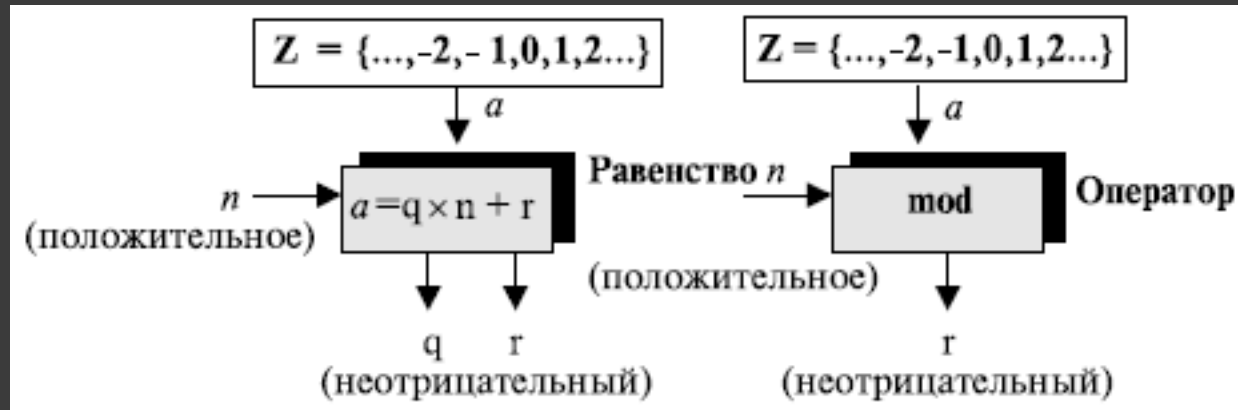 Z = {...,-2,- 1,0,1,2...}
a
n
(положительное)
a=q × n + r
Равенство
q r
(неотрицательный)
Z = {...,-2,-1,0,1,2...}
a
n
(положительное)
mod
Оператор
r
(неотрицательный)